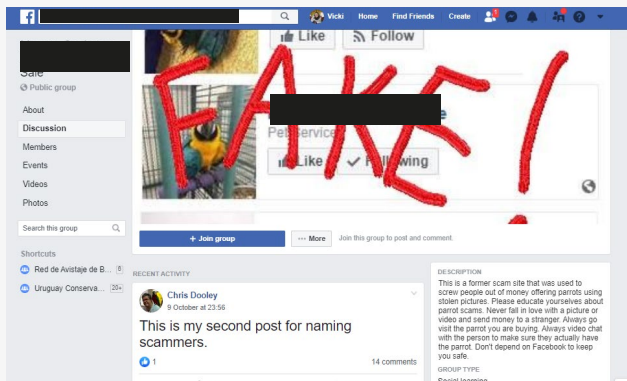 Vicki Home Find Friends Create
Sale
Public group
About
Discussion
Members
Events
Videos
Photos
Search this group
Shortcuts
Red de Avistaje de B... 6
Uruguay Conserva... 20+
Like Follow
FAKE!
e
Pet Service
Like Following
+ Join group
More
Join this group to post and comment.
RECENT ACTIVITY
Chris Dooley
9 October at 23:56
This is my second post for naming
scammers.
1
14 comments
DESCRIPTION
This is a former scam site that was used to
screw people out of money offering parrots using
stolen pictures. Please educate yourselves about
parrot scams. Never fall in love with a picture or
video and send money to a stranger. Always go
visit the parrot you are buying. Always video chat
with the person to make sure they actually have
the parrot. Don't depend on Facebook to keep
you safe.
GROUP TYPE
Social learning